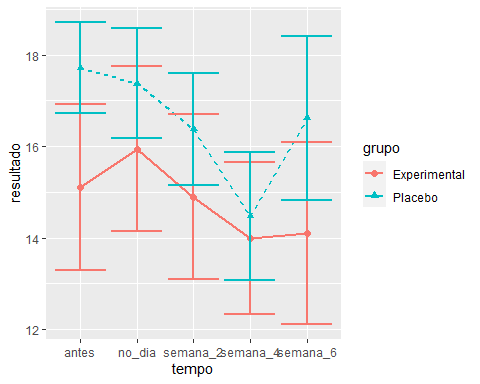 18
16
14
12
resultado
antes
no_dia
semana_2
semana_4
semana_6
tempo
grupo
Experimental
Placebo